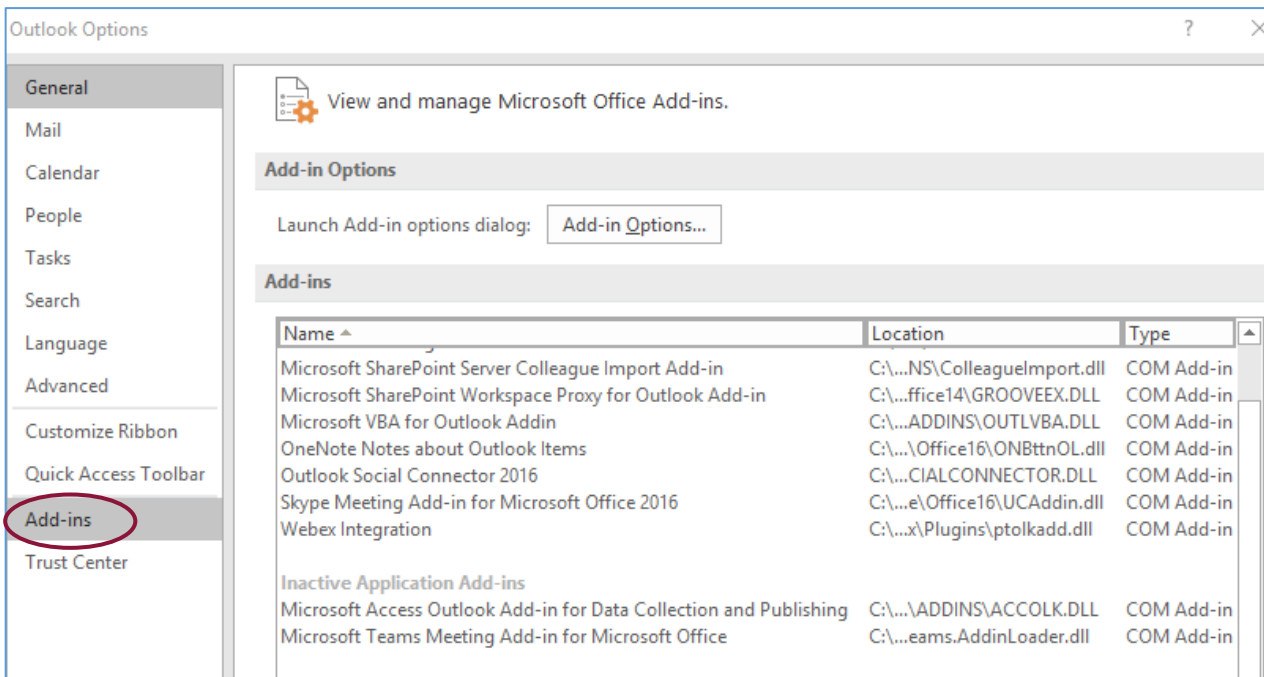 Outlook Options ?
General
Mail
Calendar
People
Tasks
Search
Language
Advanced
Customize Ribbon
Quick Access Toolbar
Add-ins
Trust Center
View and manage Microsoft Office Add-ins.
Add-in Options
Launch Add-in options dialog: Add-in Options...
Add-ins
Name Location Type
Microsoft SharePoint Server Colleague Import Add-in C:\...NS\ColleagueImport.dll COM Add-in
Microsoft SharePoint Workspace Proxy for Outlook Add-in C:\...ffice14\GROOVEEX.DLL COM Add-in
Microsoft VBA for Outlook Addin C:\...ADDINS\OUTLVBA.DLL COM Add-in
OneNote Notes about Outlook Items C:\...\Office16\ONBttnOL.dll COM Add-in
Outlook Social Connector 2016 C:\...CIALCONNECTOR.DLL COM Add-in
Skype Meeting Add-in for Microsoft Office 2016 C:\...e\Office16\UCAddin.dll COM Add-in
Webex Integration C:\...x\Plugins\ptolkadd.dll COM Add-in
Inactive Application Add-ins
Microsoft Access Outlook Add-in for Data Collection and Publishing C:\...\ADDINS\ACCOLK.DLL COM Add-in
Microsoft Teams Meeting Add-in for Microsoft Office C:\...eams.AddinLoader.dll COM Add-in